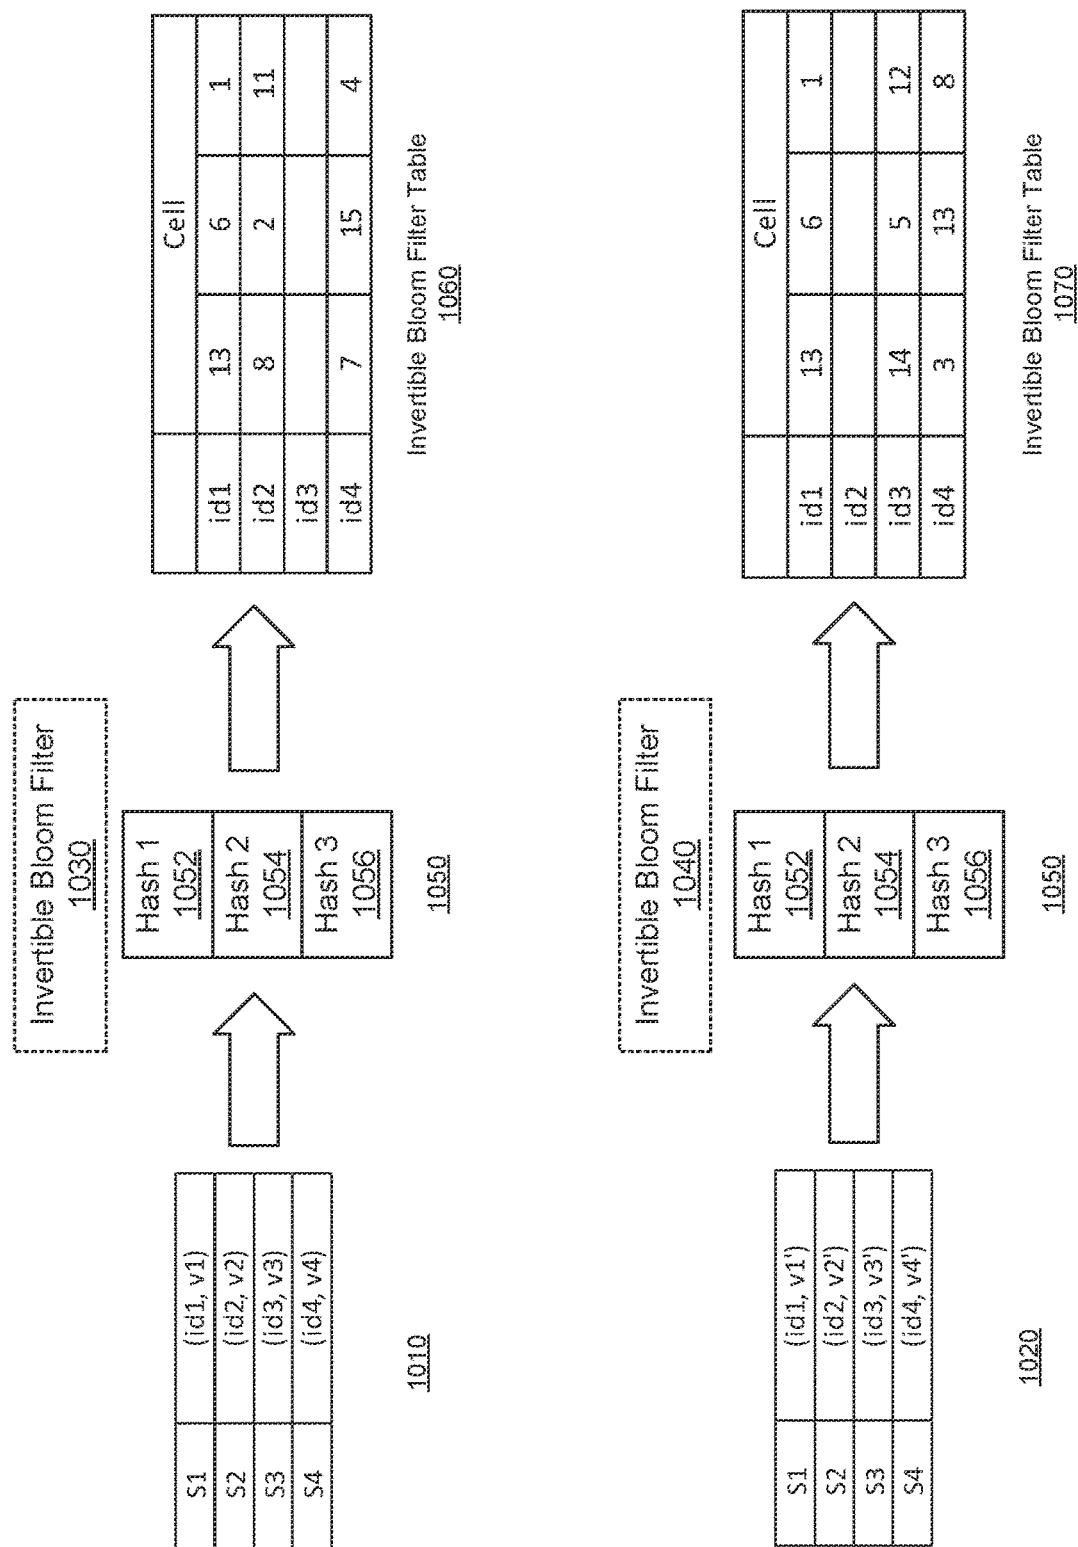 S1 (id1, v1)
S2 (id2, v2)
S3 (id3, v3)
S4 (id4, v4)
1010
Invertible Bloom Filter
1030
Hash 1
1052
Hash 2
1054
Hash 3
1056
1050
Cell
id1 13 6 1
id2 8 2 11
id3
id4 7 15 4
Invertible Bloom Filter Table
1060
S1 (id1, v1')
S2 (id2, v2')
S3 (id3, v3')
S4 (id4, v4')
1020
Invertible Bloom Filter
1040
Hash 1
1052
Hash 2
1054
Hash 3
1056
1050
Cell
id1 13 6 1
id2
id3 14 5 12
id4 3 13 8
Invertible Bloom Filter Table
1070